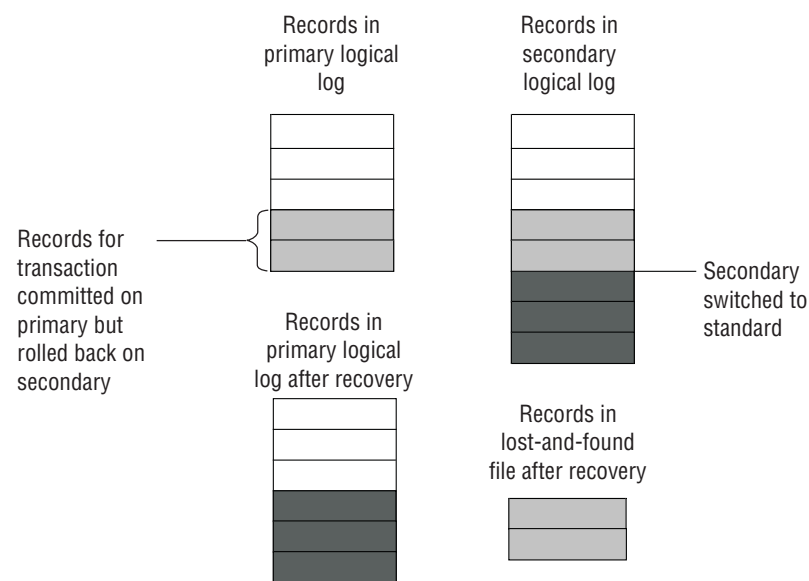 Records in
primary logical
log
Records in
secondary
logical log
Records for
transaction
committed on
primary but
rolled back on
secondary
Secondary
switched to
standard
Records in
primary logical
log after recovery
Records in
lost-and-found
file after recovery